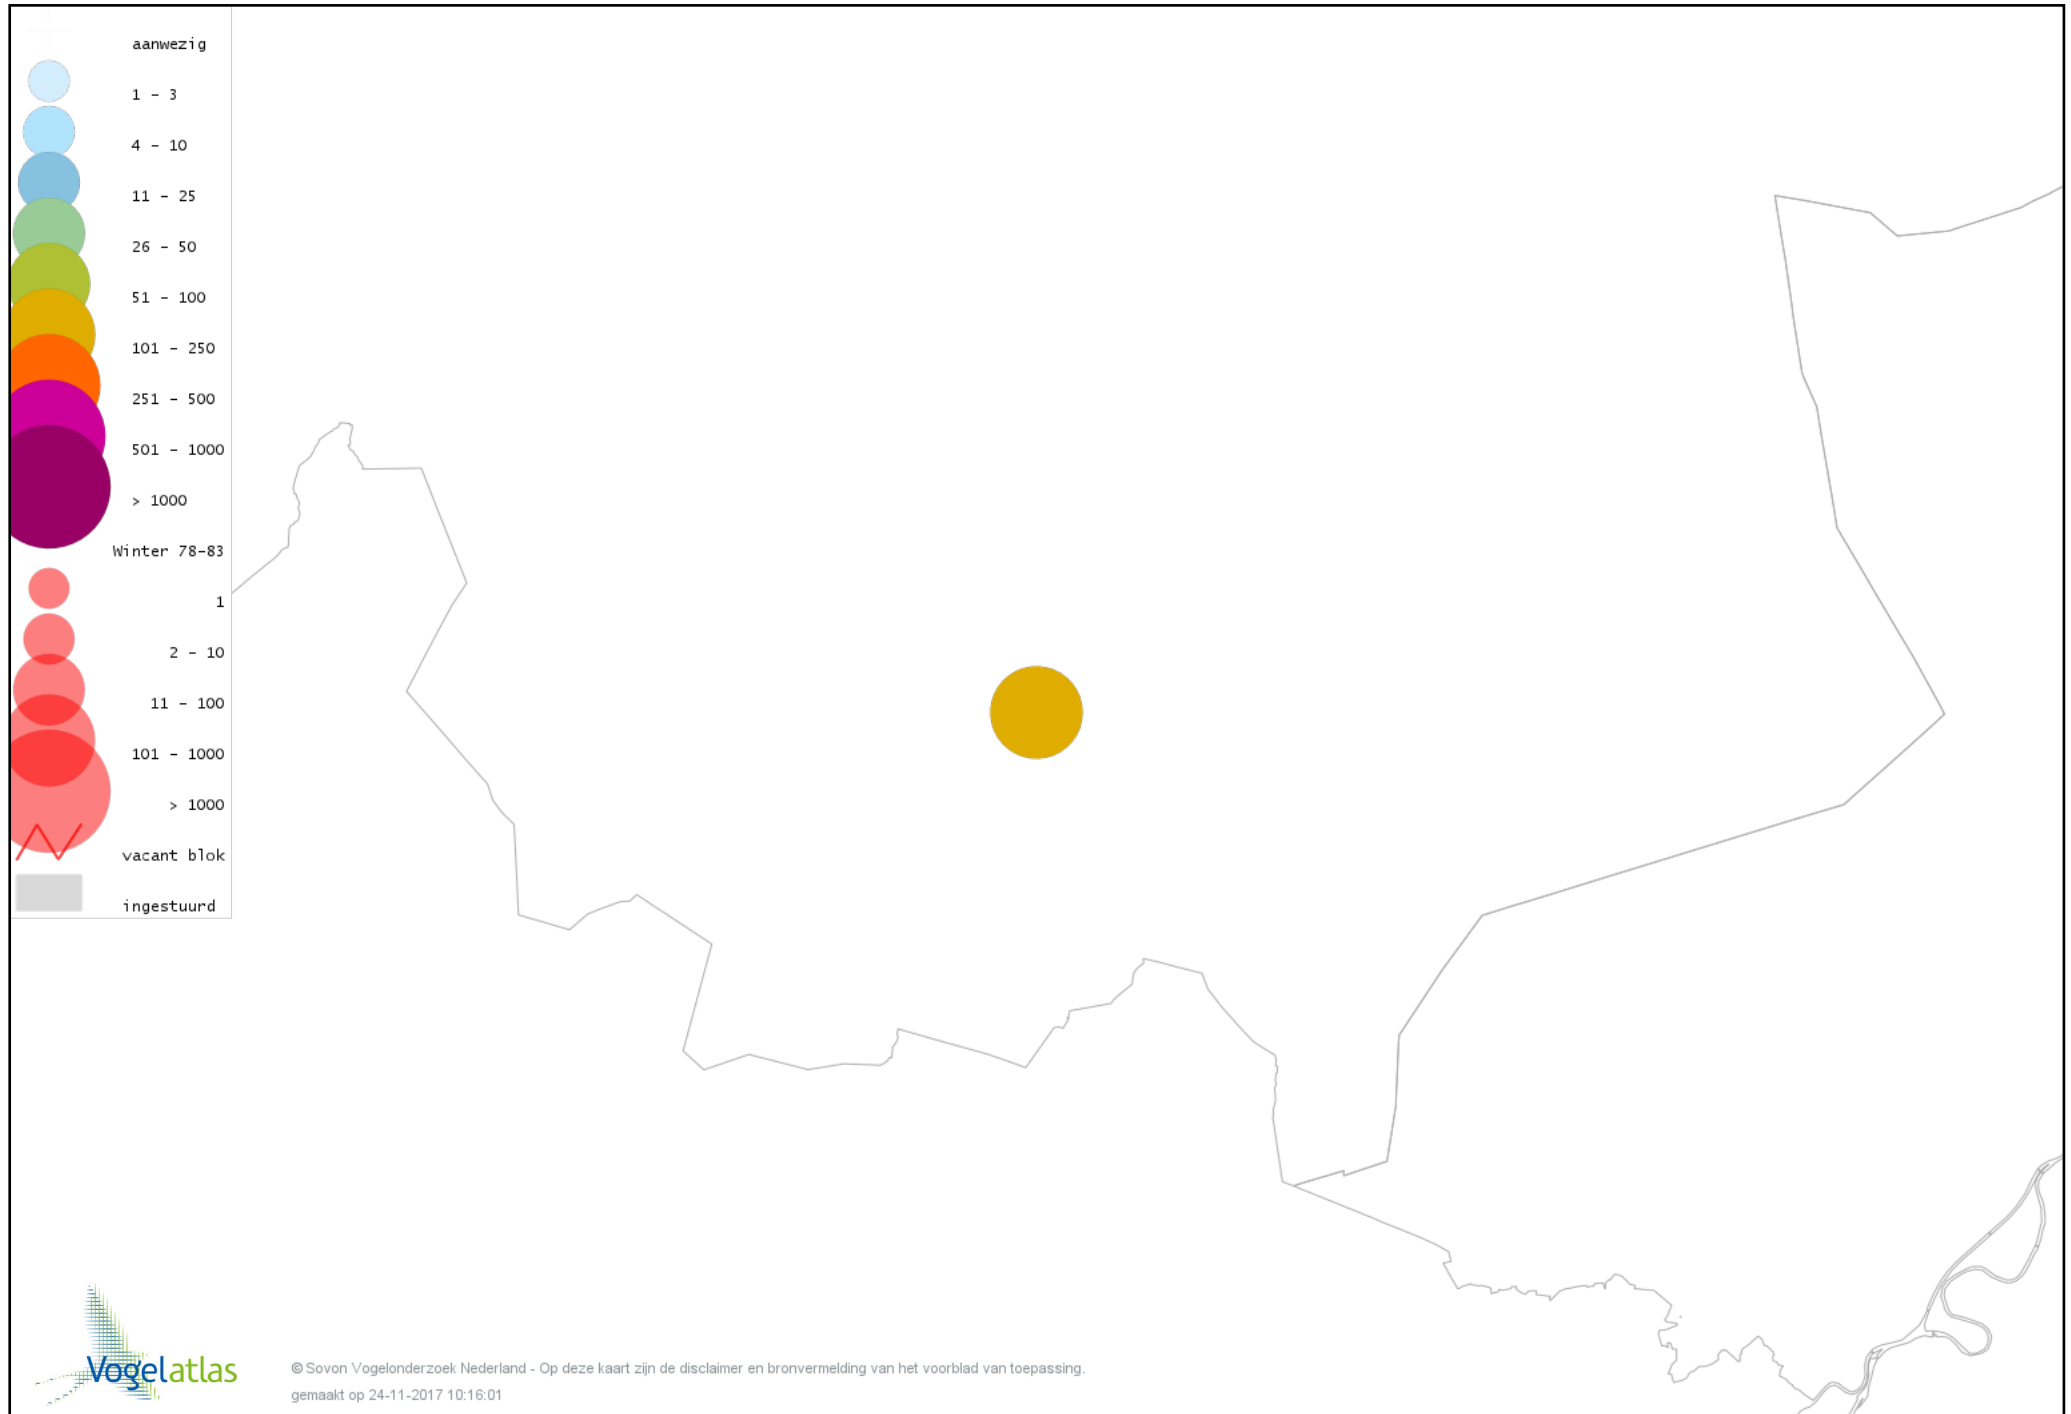 aanwezig
1 - 3
4 - 10
11 - 25
26 - 50
51 - 100
101 - 250
251 - 500
501 - 1000
> 1000
Winter 78-83
1
2 - 10
11 - 100
101 - 1000
> 1000
vacant blok
ingestuurd
Vogelatlas
© Sovon Vogelonderzoek Nederland - Op deze kaart zijn de disclaimer en bronvermelding van het voorblad van toepassing.
gemaakt op 24-11-2017 10:16:01